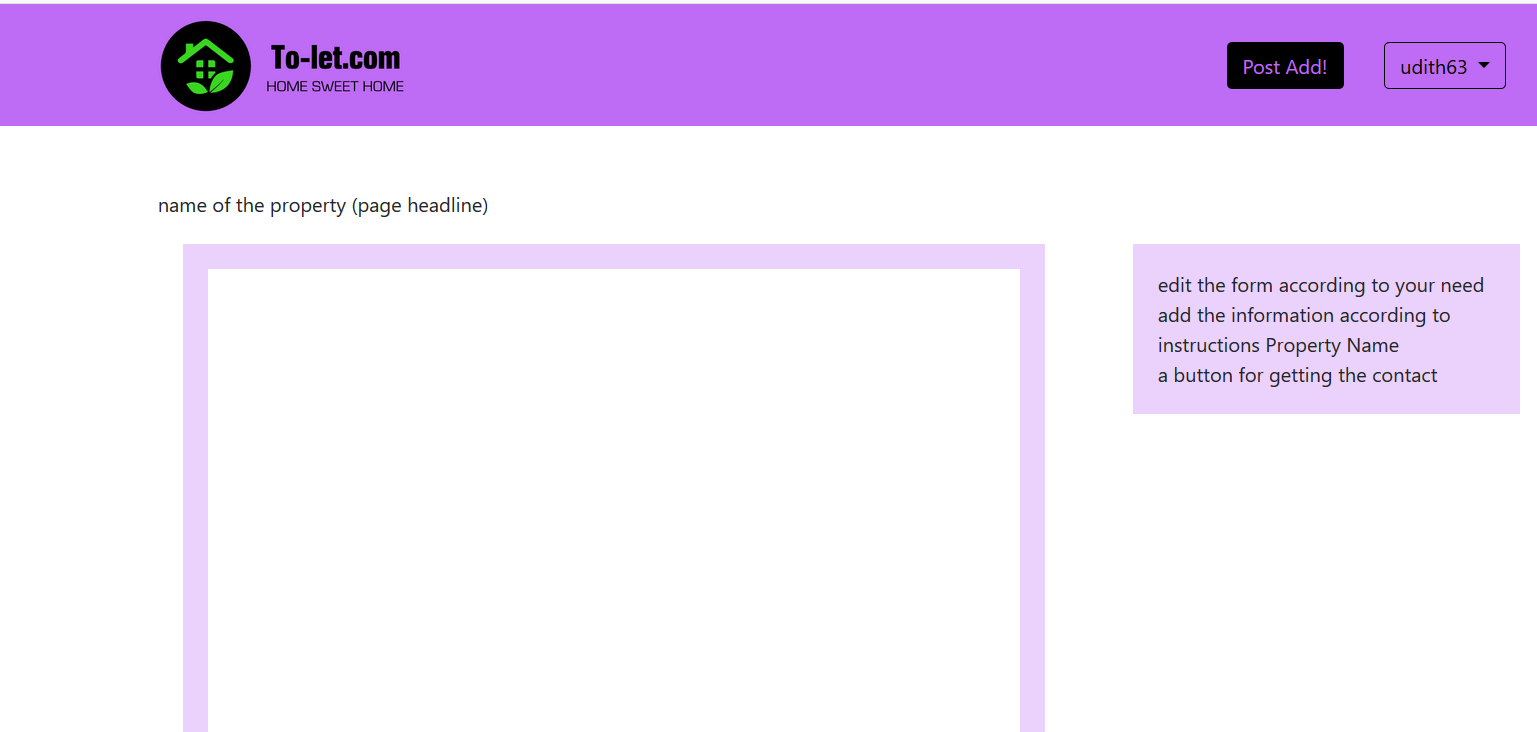 To-let.com
HOME SWEET HOME
Post Add!
udith63
name of the property (page headline)
edit the form according to your need
add the information according to
instructions Property Name
a button for getting the contact